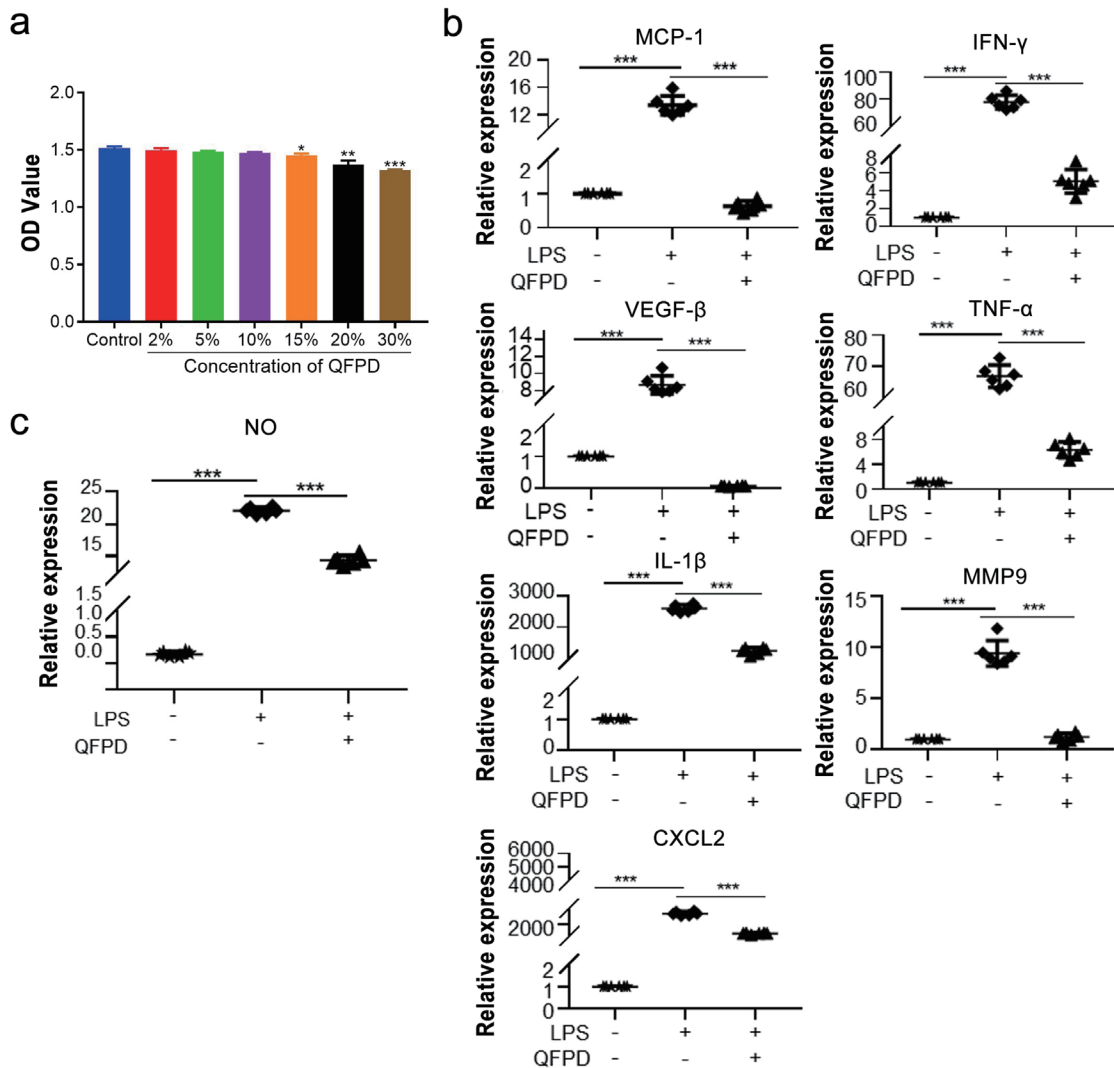 a
2.0
1.5
1.0
0.5
0.0
OD Value
* ** ***
Control 2% 5% 10% 15% 20% 30%
Concentration of QFPD
b
MCP-1
Relative expression
20
16
12
2
1
0
*** ***
LPS - + +
QFPD - - +
IFN-γ
Relative expression
100
80
60
8
6
4
2
0
*** ***
LPS - + +
QFPD - - +
VEGF-β
Relative expression
14
12
10
8
2
1
0
*** ***
LPS - + +
QFPD - - +
TNF-α
Relative expression
80
70
60
8
4
0
*** ***
LPS - + +
QFPD - - +
c
NO
Relative expression
25
20
15
1.5
1.0
0.5
0.0
*** ***
LPS - + +
QFPD - - +
IL-1β
Relative expression
3000
2000
1000
2
1
0
*** ***
LPS - + +
QFPD - - +
MMP9
Relative expression
15
10
5
0
*** ***
LPS - + +
QFPD - - +
CXCL2
Relative expression
6000
5000
4000
2000
2
1
0
*** ***
LPS - + +
QFPD - - +